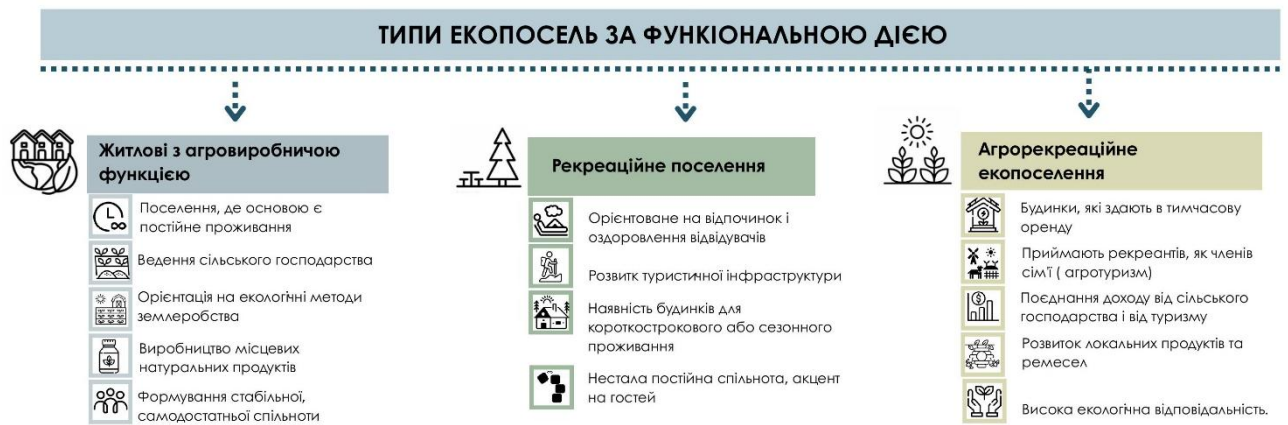 ТИПИ ЕКОПОСЕЛЬ ЗА ФУНКІОНАЛЬНОЮ ДІЄЮ
Житлові з агровиробничою
функцією
Поселення, де основою є
постійне проживання
Ведення сільського господарства
Орієнтація на екологічні методи
землеробства
Виробництво місцевих
натуральних продуктів
Формування стабільної,
самодостатної спільноти
Рекреаційне поселення
Орієнтоване на відпочинок і
оздоровлення відвідувачів
Розвитк туристичної інфраструктури
Наявність будинків для
короткострокового або сезонного
проживання
Нестала постійна спільнота, акцент
на гостей
Агрорекреаційне
екопоселення
Будинки, які здають в тимчасову
оренду
Приймають рекреантів, як членів
сім'ї ( агротуризм)
Поєднання доходу від сільського
господарства і від туризму
Розвиток локальних продуктів та
ремесел
Висока екологічна відповідальність.